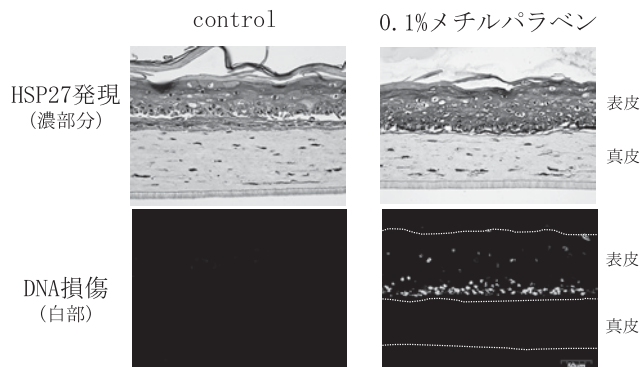 control
0.1%メチルパラベン
HSP27発現
(濃部分)
表皮
真皮
DNA損傷
(白部)
表皮
真皮